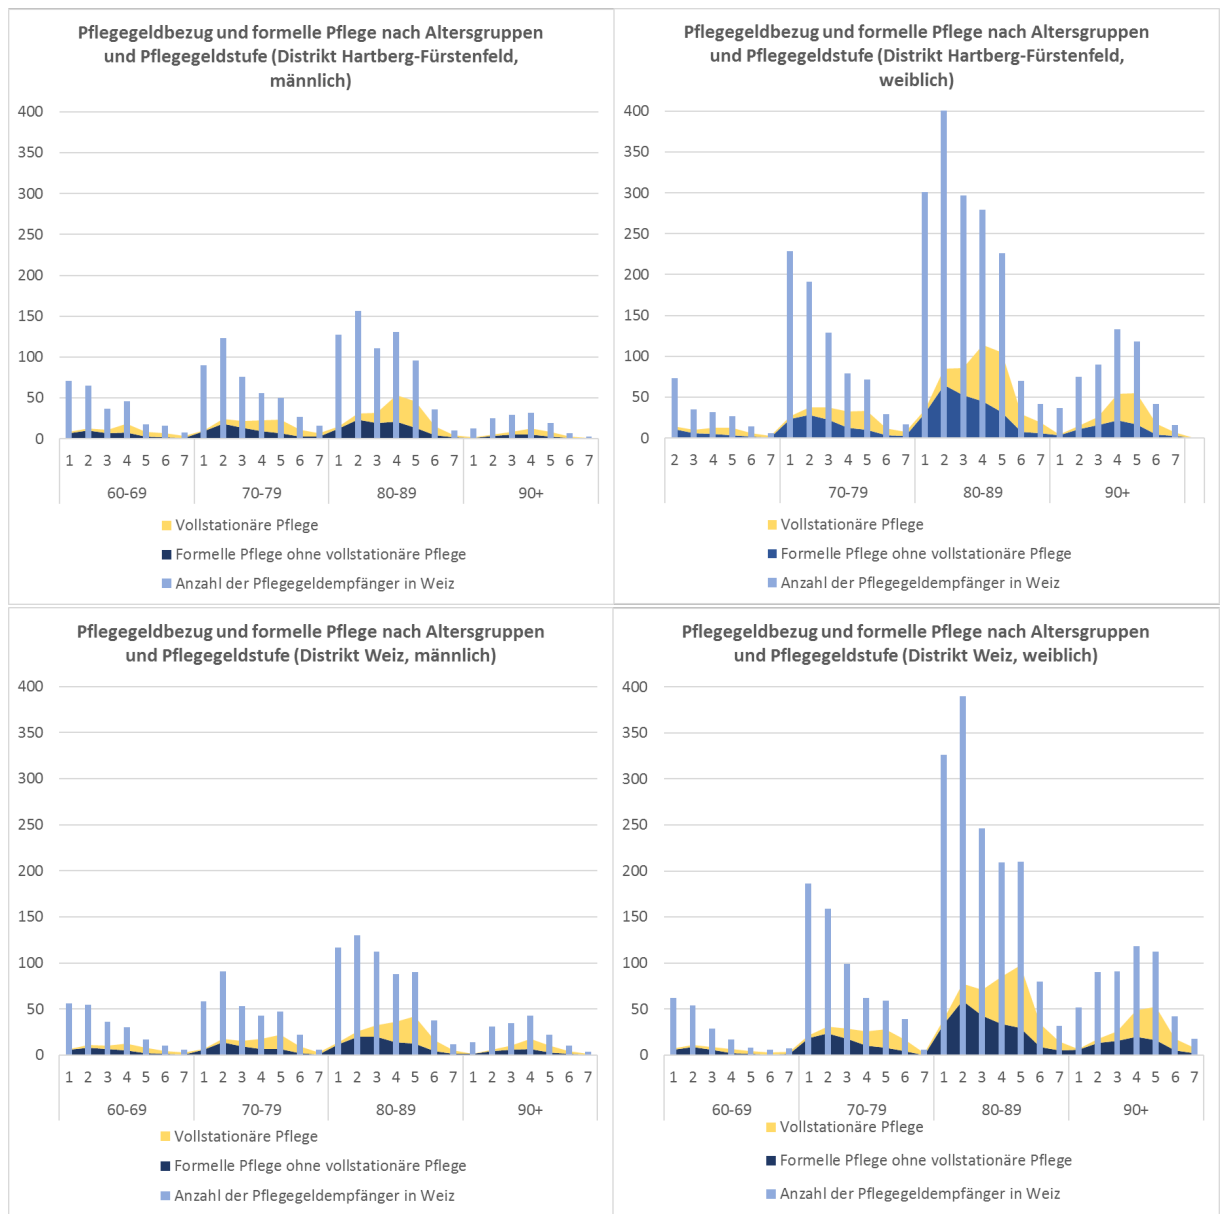 Pflegegeldbezug und formelle Pflege nach Altersgruppen
und Pflegegeldstufe (Distrikt Hartberg-Fürstenfeld,
männlich)
400
350
300
250
200
150
100
50
0
1 2 3 4 5 6 7 1 2 3 4 5 6 7 1 2 3 4 5 6 7 1 2 3 4 5 6 7
60-69 70-79 80-89 90+
Vollstationäre Pflege
Formelle Pflege ohne vollstationäre Pflege
Anzahl der Pflegegeldempfänger in Weiz
Pflegegeldbezug und formelle Pflege nach Altersgruppen
und Pflegegeldstufe (Distrikt Hartberg-Fürstenfeld,
weiblich)
400
350
300
250
200
150
100
50
0
2 3 4 5 6 7 1 2 3 4 5 6 7 1 2 3 4 5 6 7 1 2 3 4 5 6 7
70-79 80-89 90+
Vollstationäre Pflege
Formelle Pflege ohne vollstationäre Pflege
Anzahl der Pflegegeldempfänger in Weiz
Pflegegeldbezug und formelle Pflege nach Altersgruppen
und Pflegegeldstufe (Distrikt Weiz, männlich)
400
350
300
250
200
150
100
50
0
1 2 3 4 5 6 7 1 2 3 4 5 6 7 1 2 3 4 5 6 7 1 2 3 4 5 6 7
60-69 70-79 80-89 90+
Vollstationäre Pflege
Formelle Pflege ohne vollstationäre Pflege
Anzahl der Pflegegeldempfänger in Weiz
Pflegegeldbezug und formelle Pflege nach Altersgruppen
und Pflegegeldstufe (Distrikt Weiz, weiblich)
400
350
300
250
200
150
100
50
0
1 2 3 4 5 6 7 1 2 3 4 5 6 7 1 2 3 4 5 6 7 1 2 3 4 5 6 7
60-69 70-79 80-89 90+
Vollstationäre Pflege
Formelle Pflege ohne vollstationäre Pflege
Anzahl der Pflegegeldempfänger in Weiz